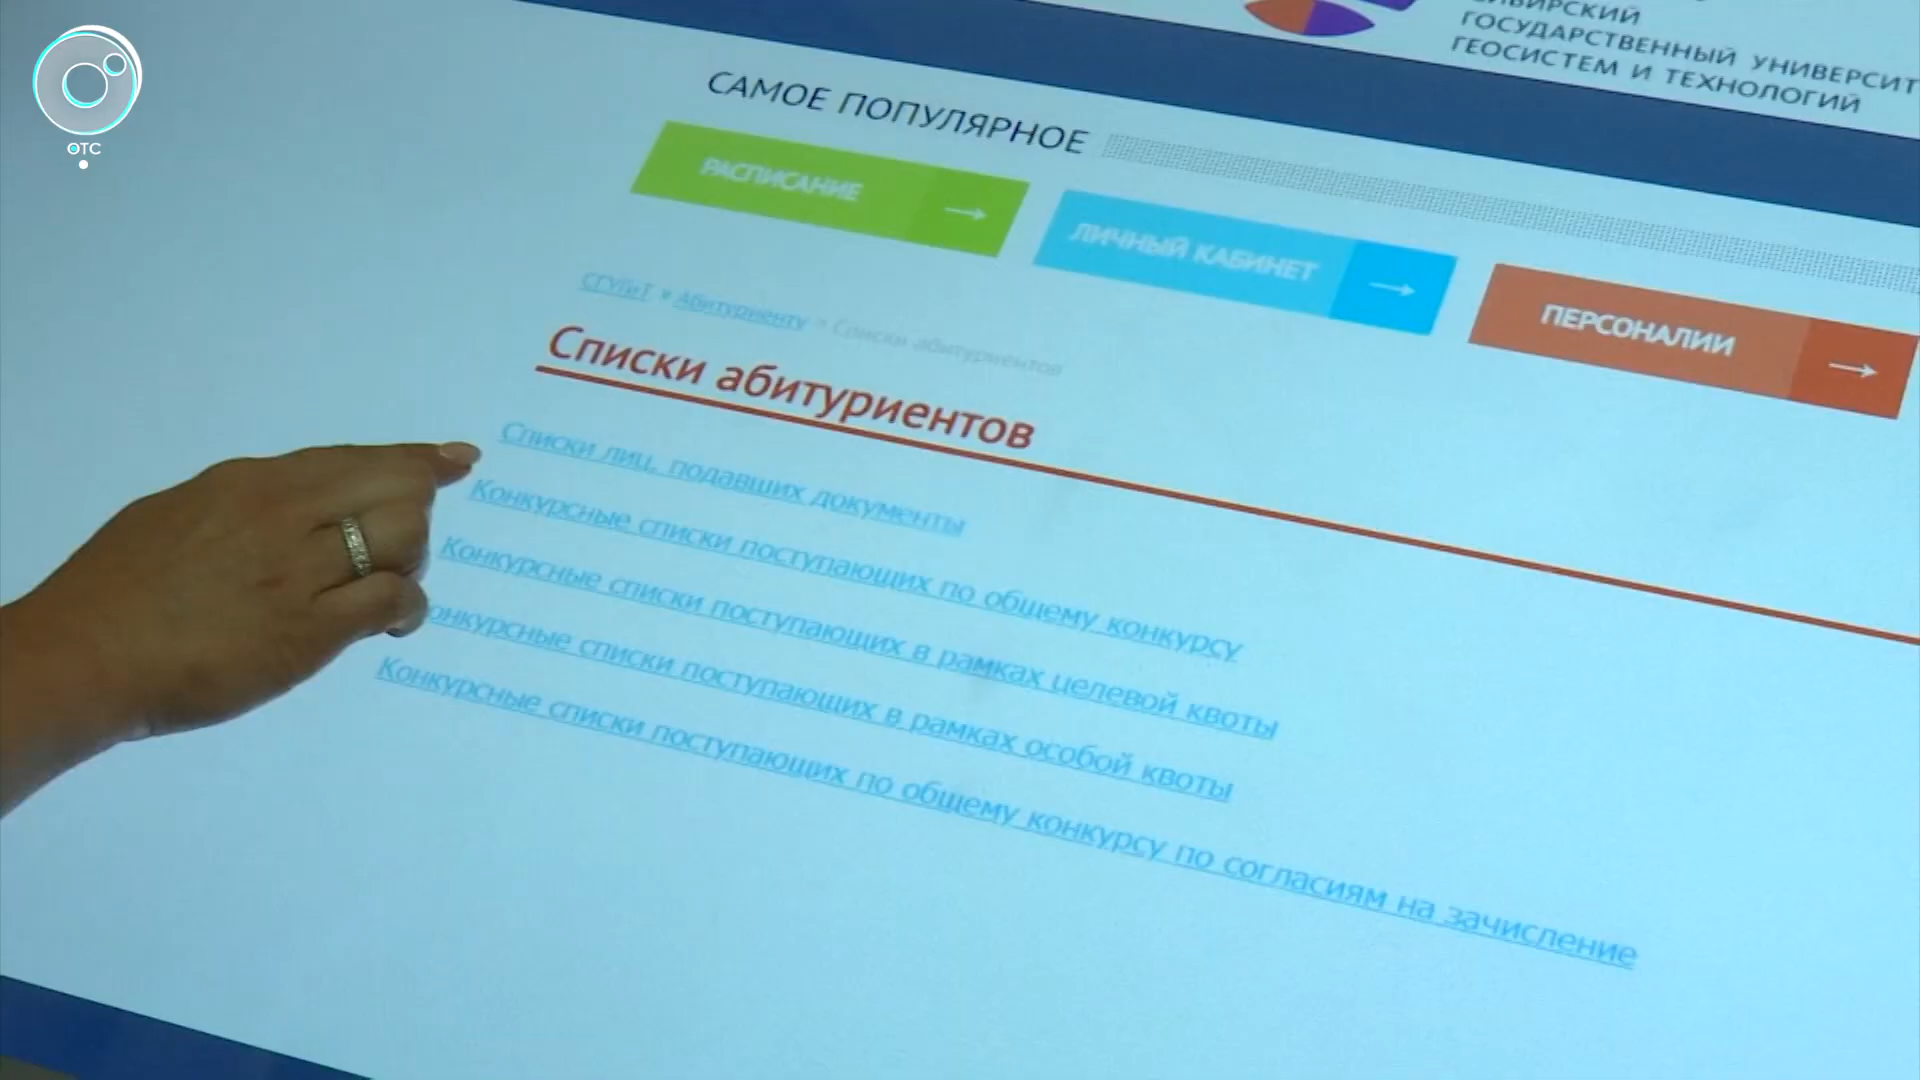 ОТС
СИБИРСКИЙ
ГОСУДАРСТВЕННЫЙ УНИВЕРСИТ
ГЕОСИСТЕМ И ТЕХНОЛОГИЙ
САМОЕ ПОПУЛЯРНОЕ
РАСПИСАНИЕ →
ЛИЧНЫЙ КАБИНЕТ →
ПЕРСОНАЛИИ →
СГУГиТ » Абитуриенту » Списки абитуриентов
Списки абитуриентов
Списки лиц, подавших документы
Конкурсные списки поступающих по общему конкурсу
Конкурсные списки поступающих в рамках целевой квоты
онкурсные списки поступающих в рамках особой квоты
Конкурсные списки поступающих по общему конкурсу по согласиям на зачисление